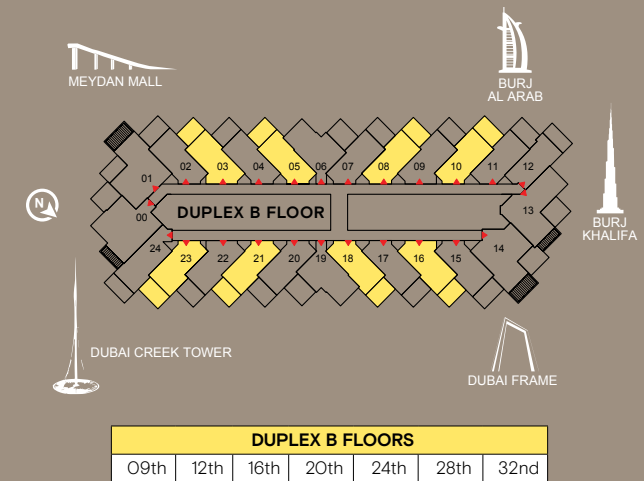 MEYDAN MALL
BURJ
AL ARAB
01 02 03 04 05 06 07 08 09 10 11 12
N
00
DUPLEX B FLOOR
13
BURJ
KHALIFA
24 23 22 21 20 19 18 17 16 15 14
DUBAI CREEK TOWER
DUBAI FRAME
DUPLEX B FLOORS
09th 12th 16th 20th 24th 28th 32nd